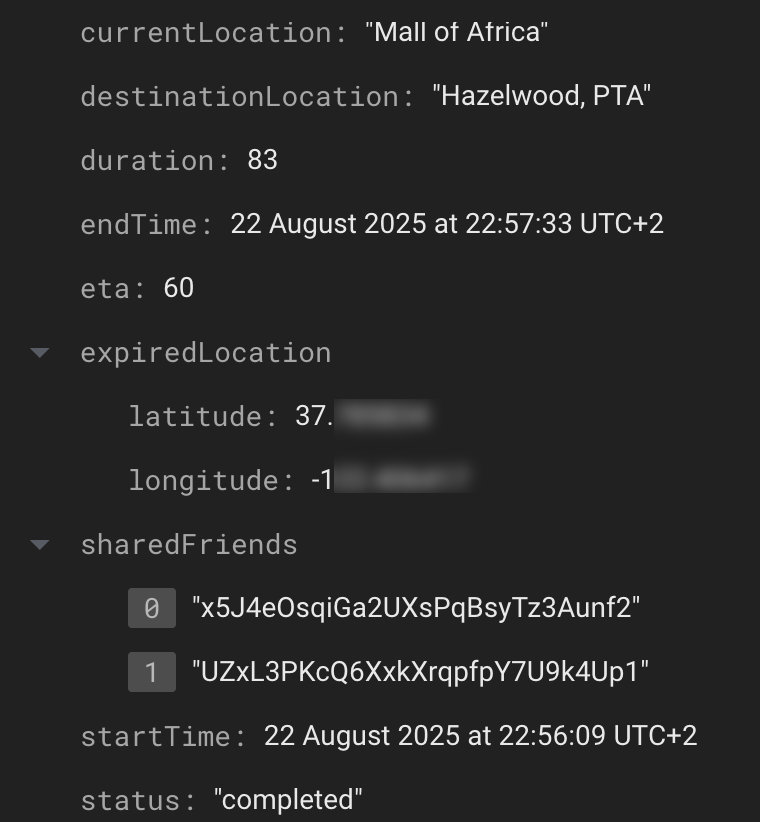 currentLocation: "Mall of Africa"
destinationLocation: "Hazelwood, PTA"
duration: 83
endTime: 22 August 2025 at 22:57:33 UTC+2
eta: 60
expiredLocation
latitude: 37.
longitude: -1
sharedFriends
0 "x5J4eOsqiGa2UXsPqBsyTz3Aunf2"
1 "UZxL3PKcQ6XxkXrqpfpY7U9k4Up1"
startTime: 22 August 2025 at 22:56:09 UTC+2
status: "completed"